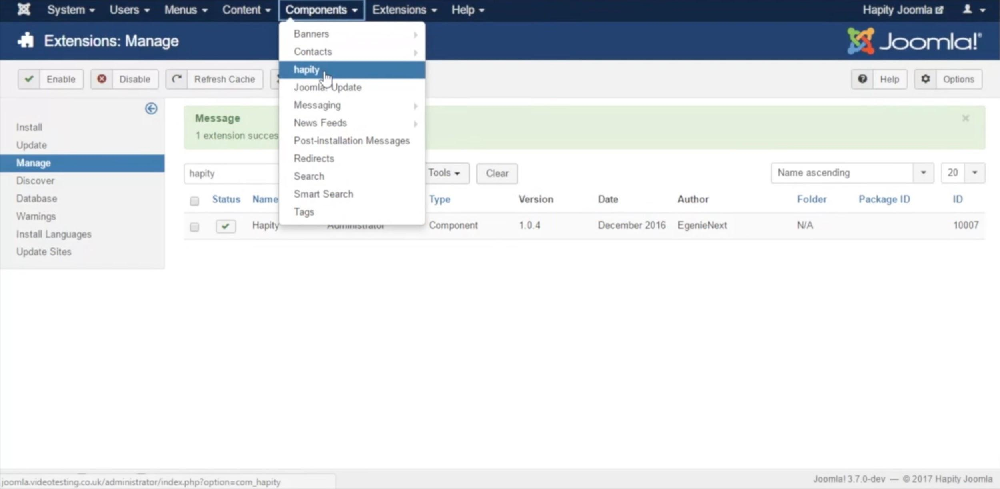 System Users Menus Content Components Extensions Help Hapity Joomla
Extensions: Manage
Joomla!®
Enable Disable Refresh Cache Help Options
Banners
Contacts
hapity
Joomla! Update
Messaging
News Feeds
Post-installation Messages
Redirects
Search
Smart Search
Tags
Install
Update
Manage
Discover
Database
Warnings
Install Languages
Update Sites
Message
1 extension succes
hapity Tools Clear Name ascending 20
Status Name Type Version Date Author Folder Package ID ID
Hapity Administrator Component 1.0.4 December 2016 EgenieNext N/A 10007
joomla.videotesting.co.uk/administrator/index.php?option=com_hapity
Joomla! 3.7.0-dev — © 2017 Hapity Joomla